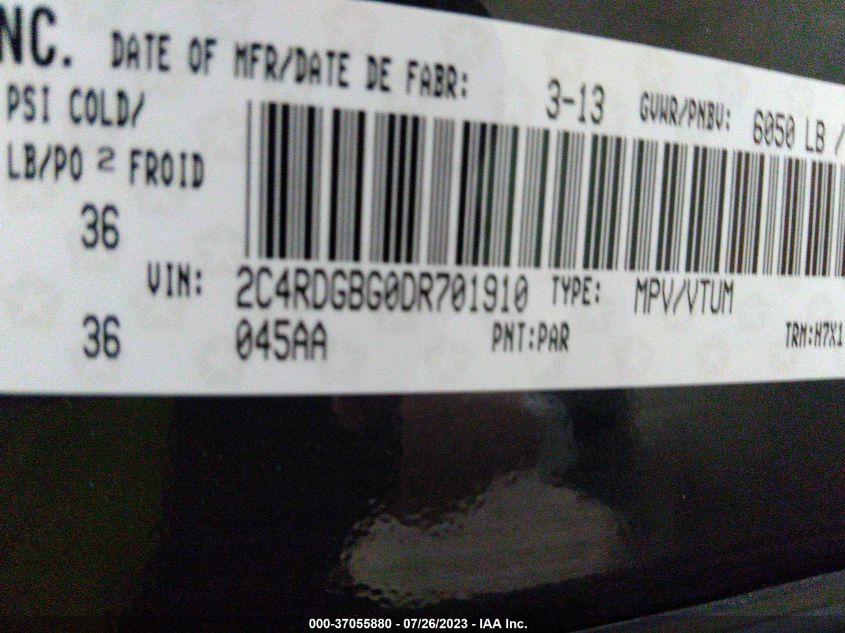 NC. DATE OF MFR/DATE DE FABR: 3-13 GVWR/PNBV: 6050 LB /
PSI COLD/
LB/PO 2 FROID
36
VIN: 2C4RDGBG0DR701910 TYPE: MPV/VTUM
36 045AA PNT:PAR TRM:H7X1
000-37055880 - 07/26/2023 - IAA Inc.